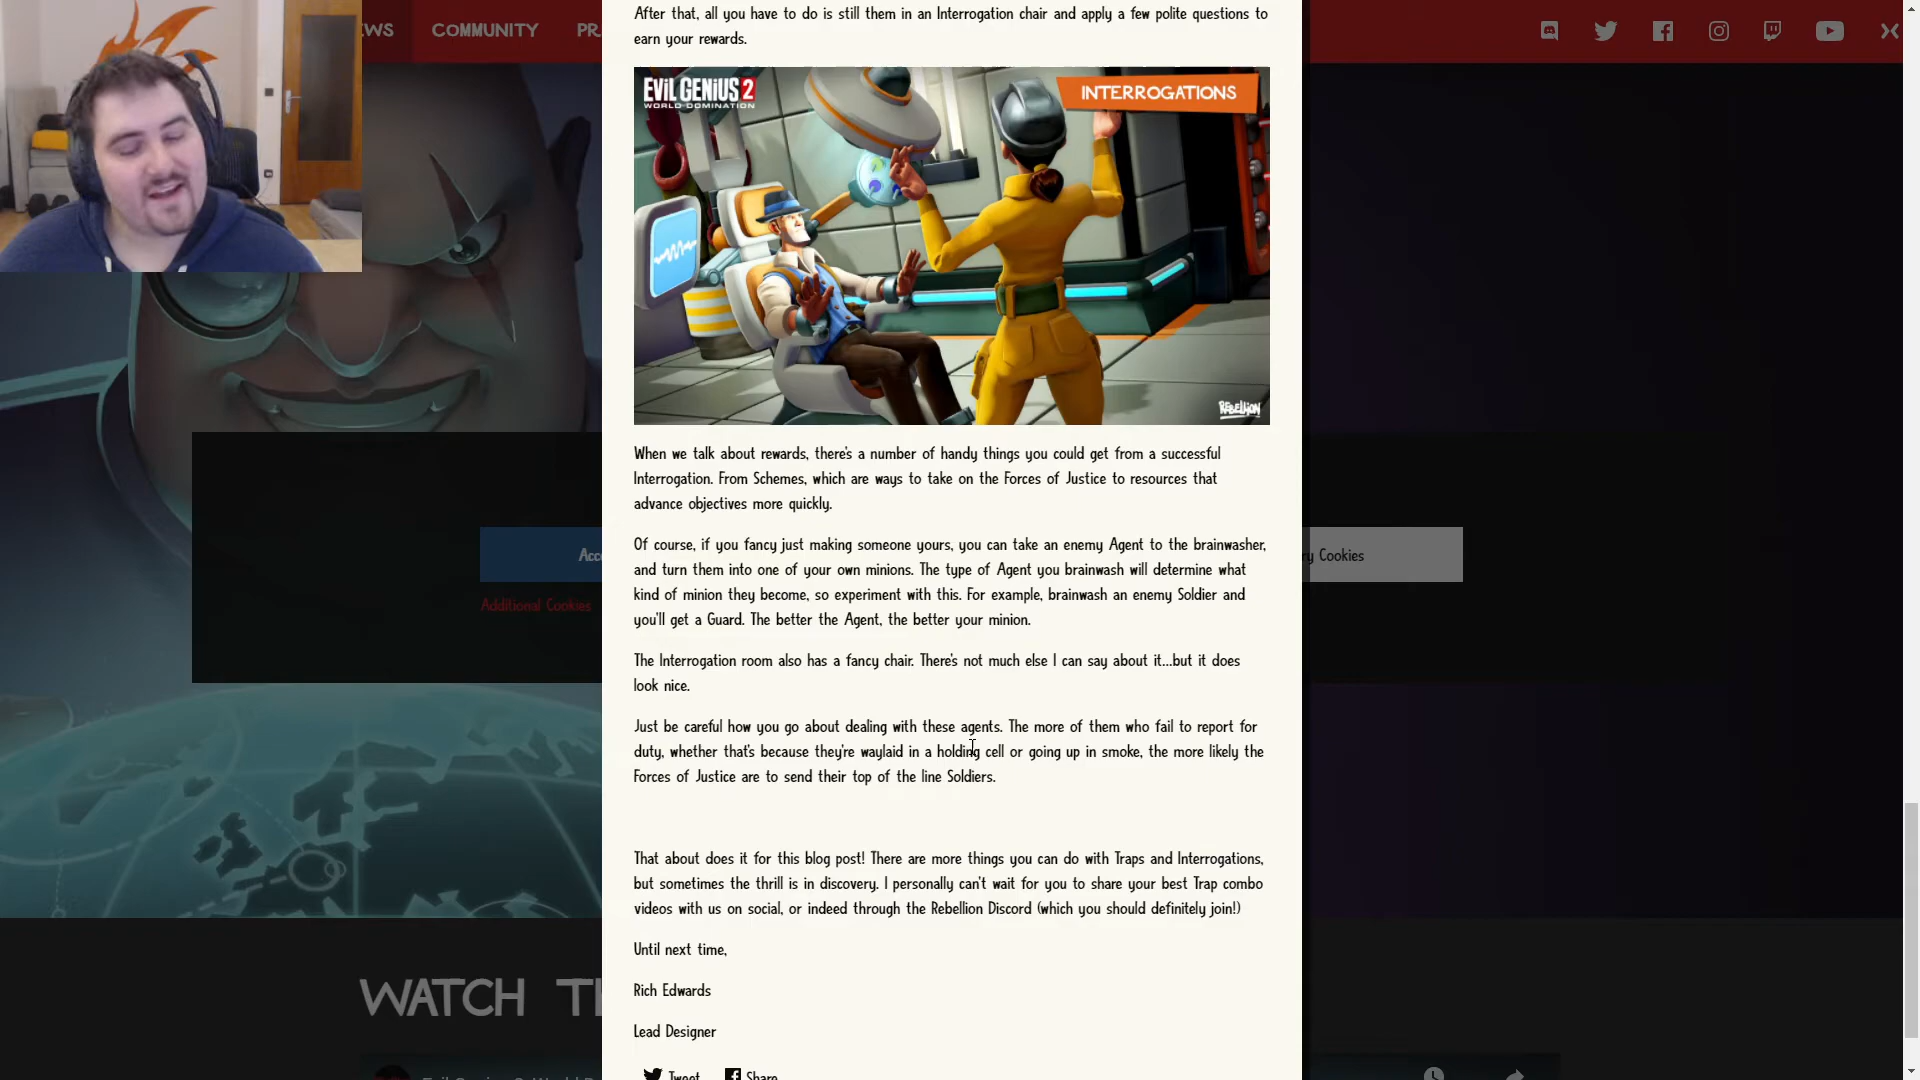 After that, all you have to do is still them in an Interrogation chair and apply a few polite questions to
earn your rewards.
COMMUNITY
EVIL GENIUS 2
WORLD DOMINATION
INTERROGATIONS
REBELLION
When we talk about rewards, there's a number of handy things you could get from a successful
Interrogation. From Schemes, which are ways to take on the Forces of Justice to resources that
advance objectives more quickly.
Of course, if you fancy just making someone yours, you can take an enemy Agent to the brainwasher,
and turn them into one of your own minions. The type of Agent you brainwash will determine what
kind of minion they become, so experiment with this. For example, brainwash an enemy Soldier and
you'll get a Guard. The better the Agent, the better your minion.
Cookies
Additional Cookies
The Interrogation room also has a fancy chair. There's not much else I can say about it...but it does
look nice.
Just be careful how you go about dealing with these agents. The more of them who fail to report for
duty, whether that's because they're waylaid in a holding cell or going up in smoke, the more likely the
Forces of Justice are to send their top of the line Soldiers.
That about does it for this blog post! There are more things you can do with Traps and Interrogations,
but sometimes the thrill is in discovery. I personally can't wait for you to share your best Trap combo
videos with us on social, or indeed through the Rebellion Discord (which you should definitely join!)
Until next time,
Rich Edwards
Lead Designer
WATCH
Tweet Share